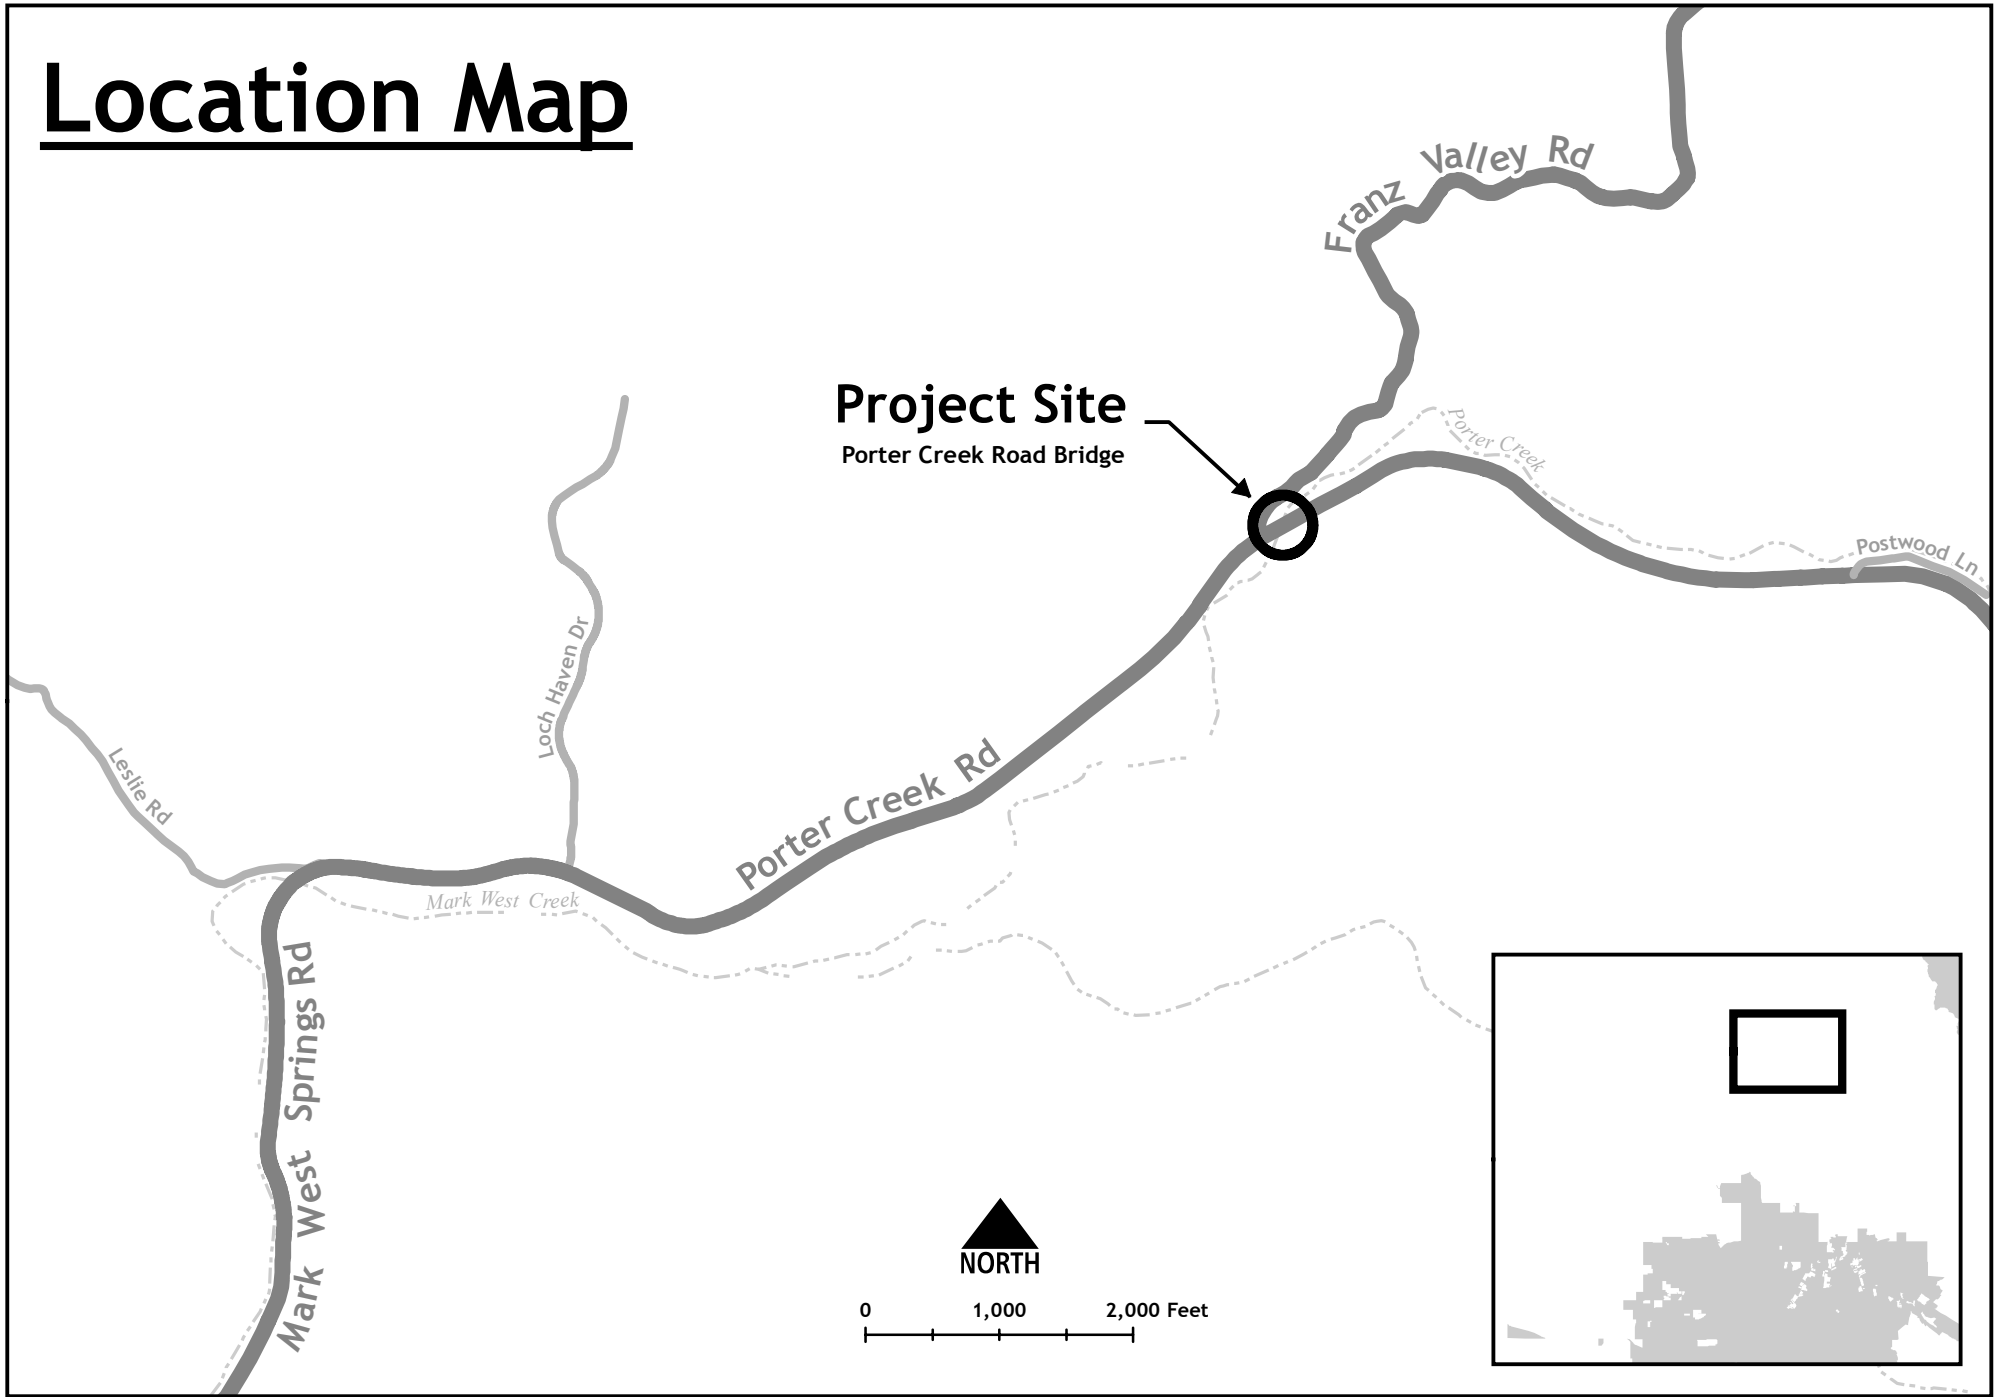 Location Map
Franz Valley Rd
Project Site
Porter Creek Road Bridge
Porter Creek
Postwood Ln
Loch Haven Dr
Leslie Rd
Porter Creek Rd
Mark West Creek
Mark West Springs Rd
NORTH
0 1,000 2,000 Feet